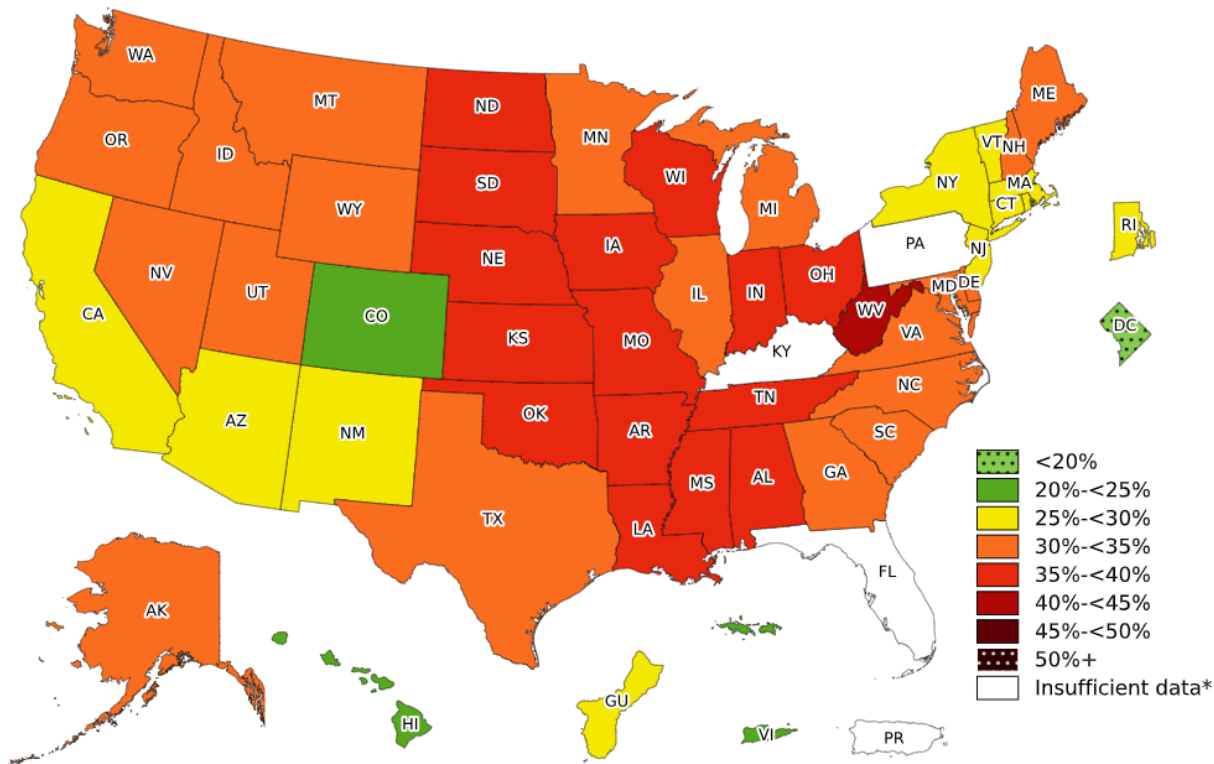 WA
MT
ND
MN
ME
OR
ID
SD
WI
VT
NH
NY
MA
WY
MI
CT
RI
NE
IA
PA
NJ
NV
UT
IL
IN
OH
MD
DE
CA
CO
KS
MO
WV
VA
DC
KY
AZ
NM
OK
AR
TN
NC
SC
TX
LA
MS
AL
GA
FL
AK
HI
GU
VI
PR
<20%
20%-<25%
25%-<30%
30%-<35%
35%-<40%
40%-<45%
45%-<50%
50%+
Insufficient data*